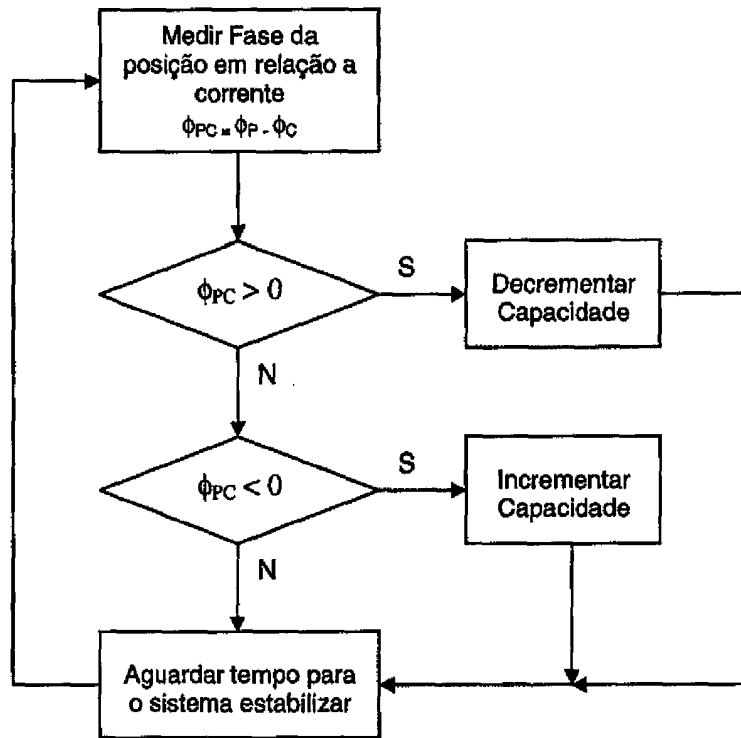 Medir Fase da
posição em relação a
corrente
ϕPC = ϕP - ϕC
ϕPC > 0
S
Decrementar
Capacidade
N
ϕPC < 0
S
Incrementar
Capacidade
N
Aguardar tempo para
o sistema estabilizar